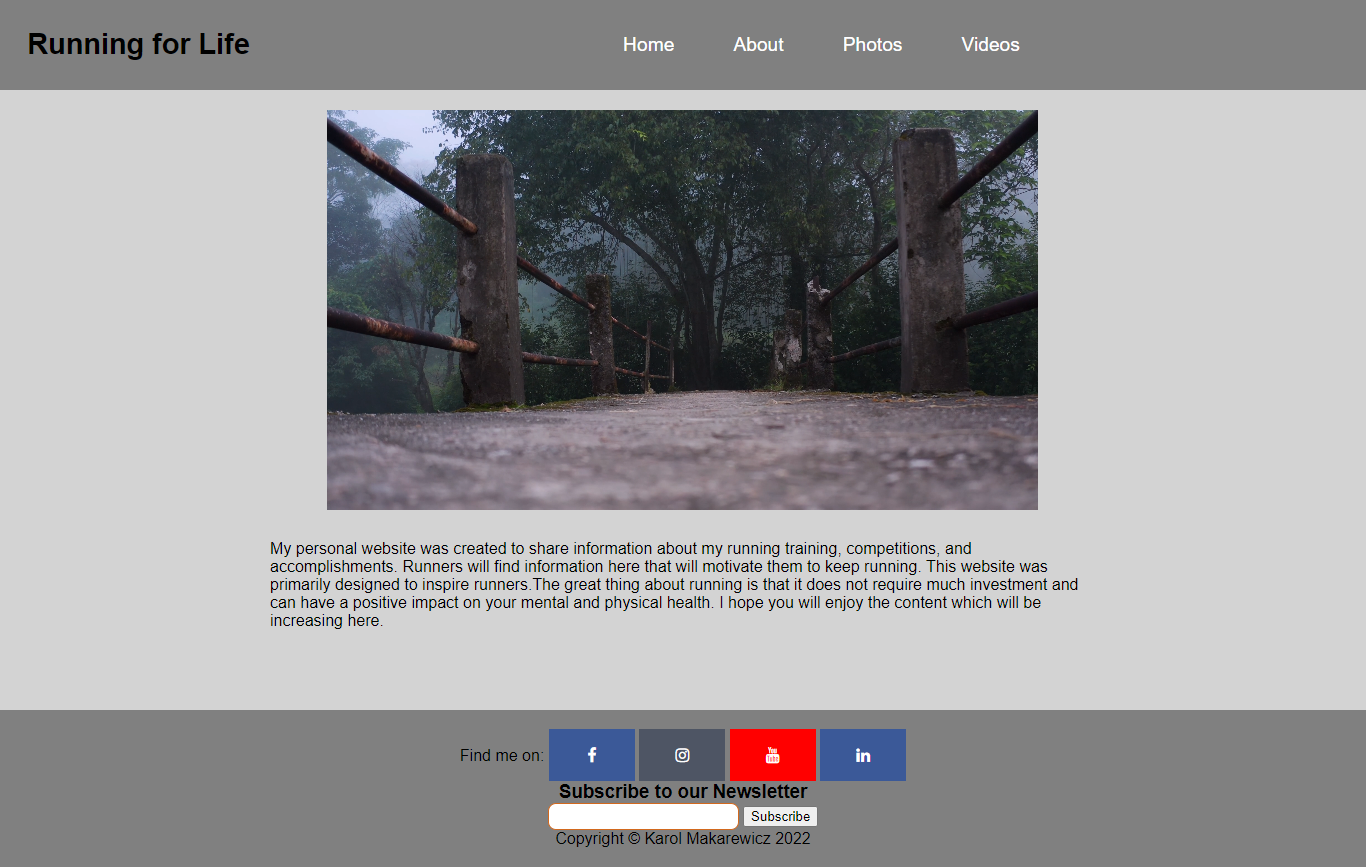 Running for Life
Home About Photos Videos
My personal website was created to share information about my running training, competitions, and
accomplishments. Runners will find information here that will motivate them to keep running. This website was
primarily designed to inspire runners.The great thing about running is that it does not require much investment and
can have a positive impact on your mental and physical health. I hope you will enjoy the content which will be
increasing here.
Find me on: f You Tube in
Subscribe to our Newsletter
Subscribe
Copyright © Karol Makarewicz 2022